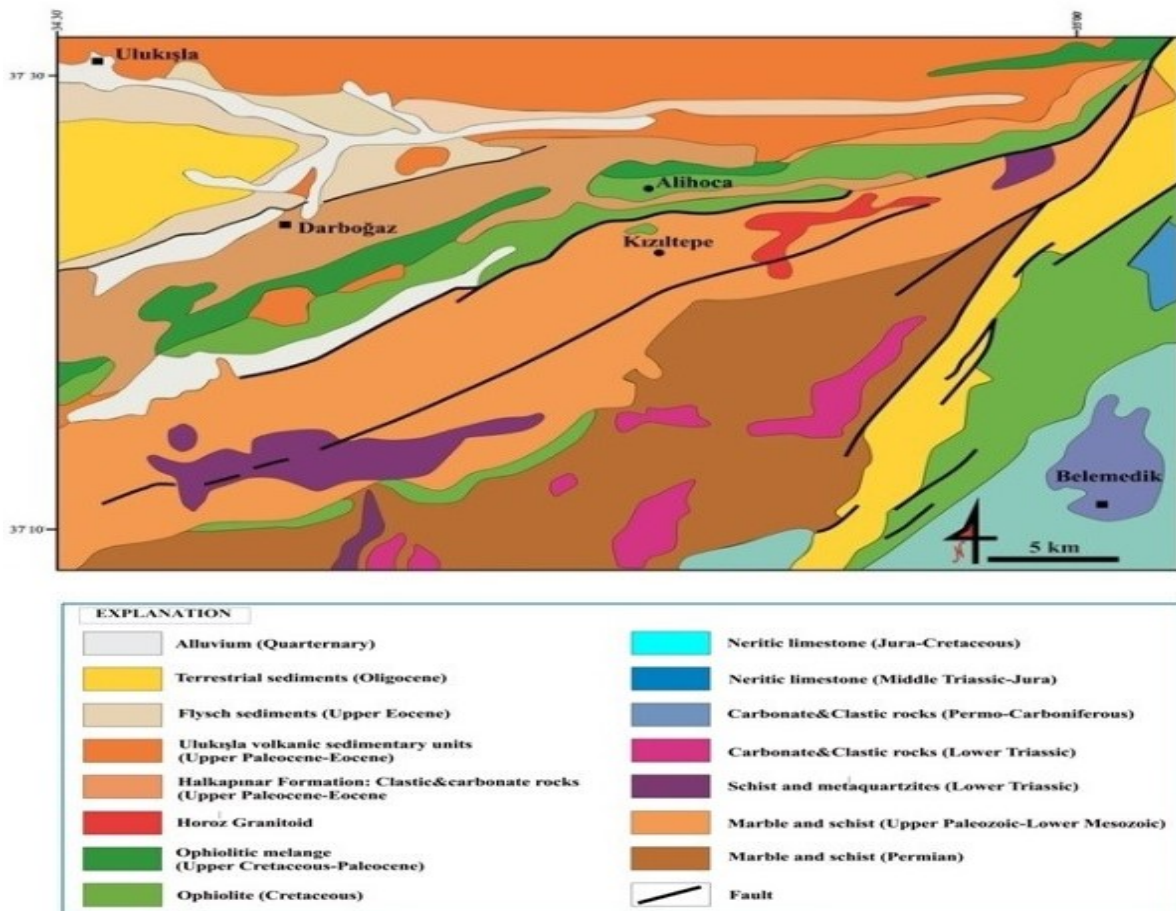 34'30'
35'00'
Ulukışla
37' 30'
Alihoca
Darboğaz
Kızıltepe
Belemedik
37'10'
5 km
EXPLANATION
Alluvium (Quarternary)
Terrestrial sediments (Oligocene)
Flysch sediments (Upper Eocene)
Ulukışla volkanic sedimentary units
(Upper Paleocene-Eocene)
Halkapınar Formation: Clastic&carbonate rocks
(Upper Paleocene-Eocene
Horoz Granitoid
Ophiolitic melange
(Upper Cretaceous-Paleocene)
Ophiolite (Cretaceous)
Neritic limestone (Jura-Cretaceous)
Neritic limestone (Middle Triassic-Jura)
Carbonate&Clastic rocks (Permo-Carboniferous)
Carbonate&Clastic rocks (Lower Triassic)
Schist and metaquartzites (Lower Triassic)
Marble and schist (Upper Paleozoic-Lower Mesozoic)
Marble and schist (Permian)
Fault